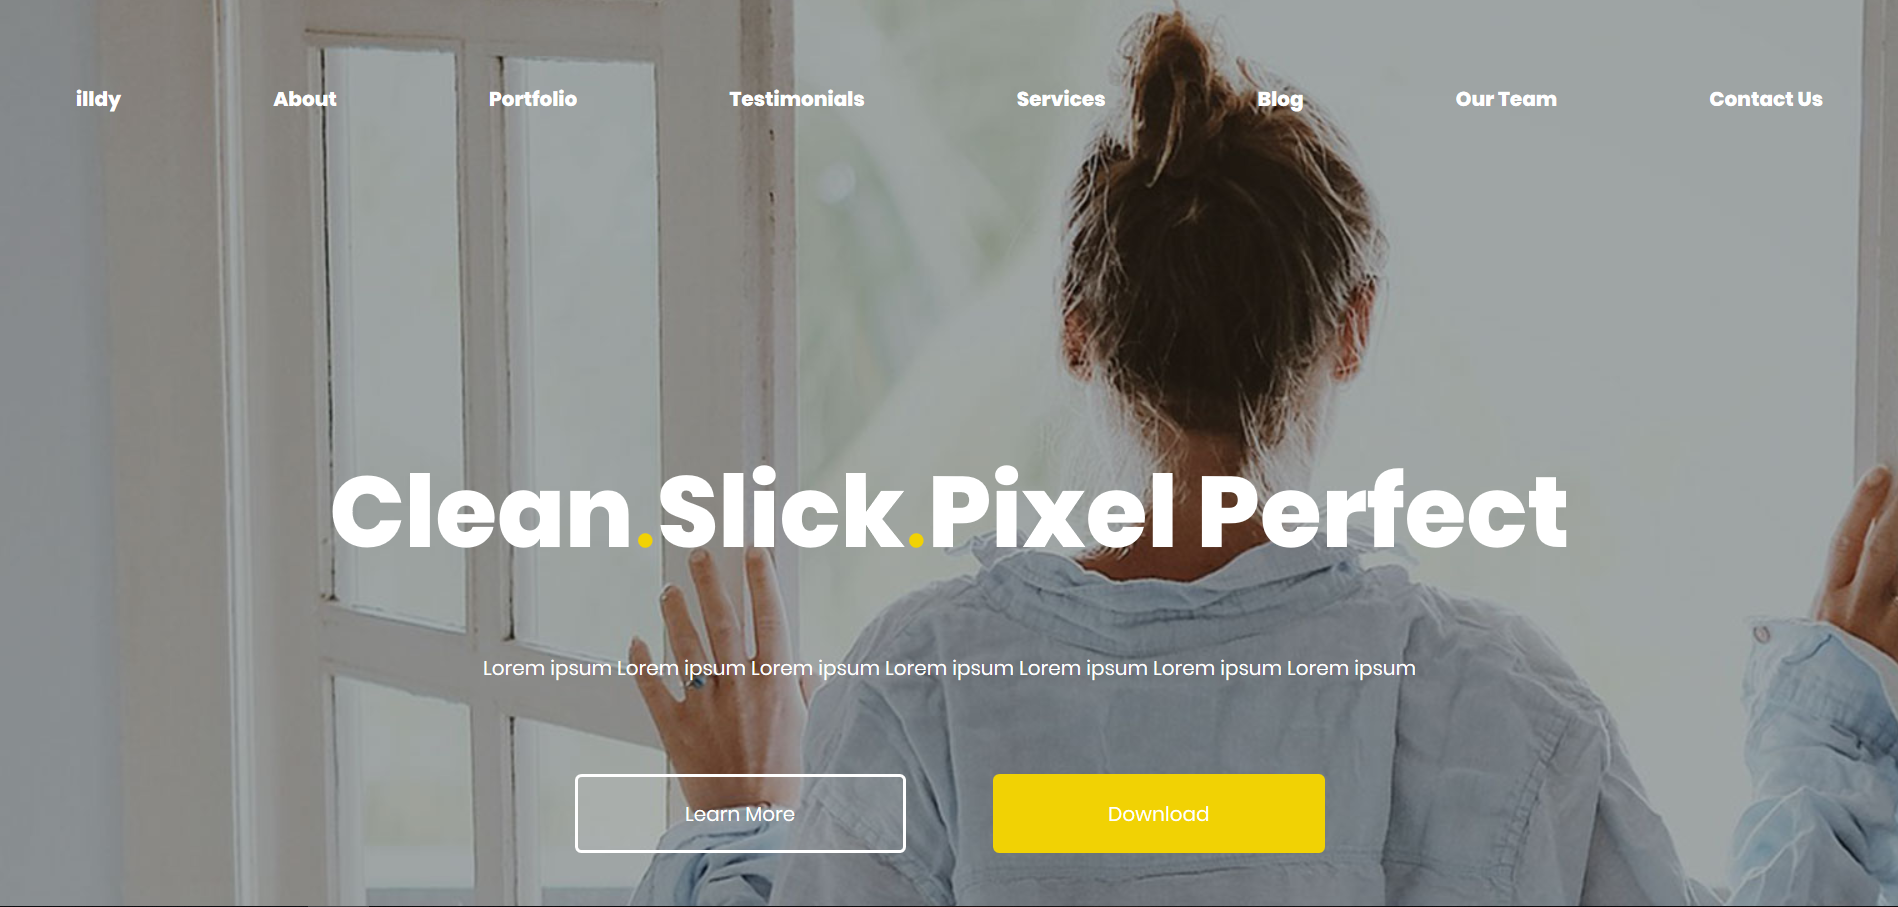 illdy About Portfolio Testimonials Services Blog Our Team Contact Us
Clean.Slick.Pixel Perfect
Lorem ipsum Lorem ipsum Lorem ipsum Lorem ipsum Lorem ipsum Lorem ipsum Lorem ipsum
Learn More Download